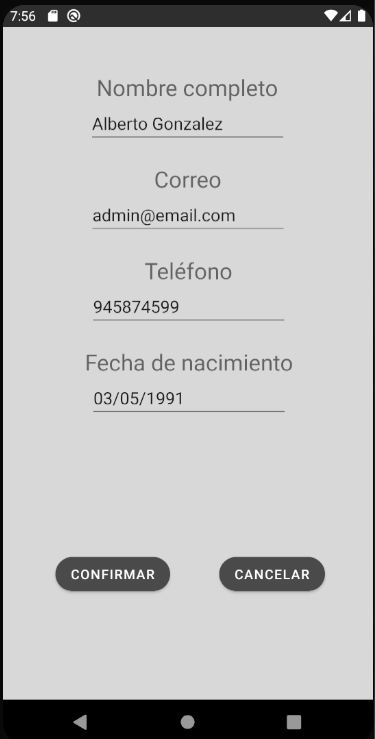 7:56
Nombre completo
Alberto Gonzalez
Correo
admin@email.com
Teléfono
945874599
Fecha de nacimiento
03/05/1991
CONFIRMAR CANCELAR